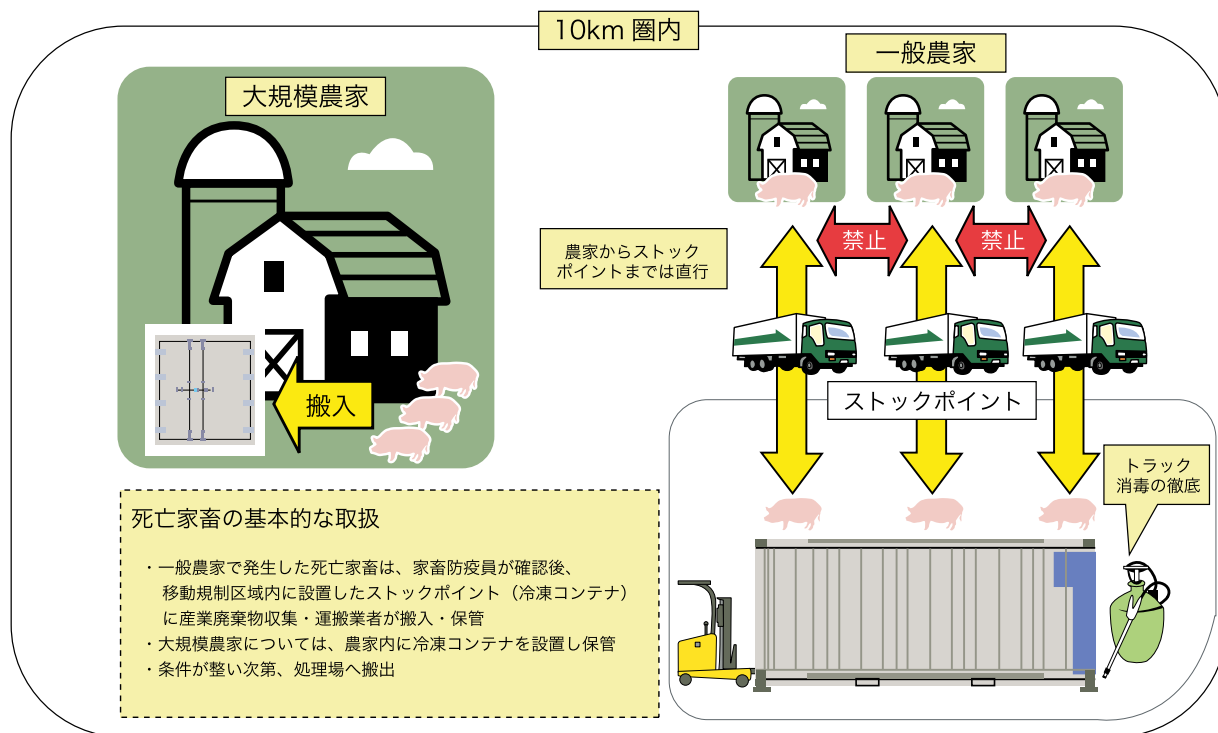 10km 圏内
大規模農家
搬入
一般農家
禁止
禁止
農家からストック
ポイントまでは直行
ストックポイント
トラック
消毒の徹底
死亡家畜の基本的な取扱
・一般農家で発生した死亡家畜は、家畜防疫員が確認後、
移動規制区域内に設置したストックポイント（冷凍コンテナ）
に産業廃棄物収集・運搬業者が搬入・保管
・大規模農家については、農家内に冷凍コンテナを設置し保管
・条件が整い次第、処理場へ搬出